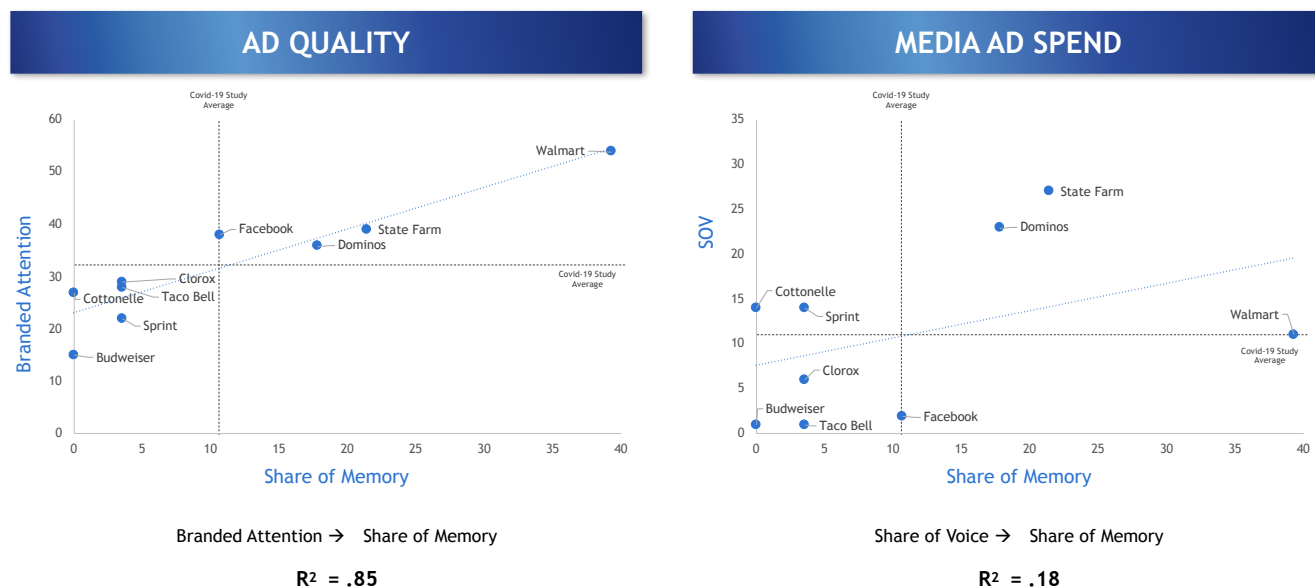 AD QUALITY
Covid-19 Study
Average
60
50
40
30
20
10
0
Branded Attention
Walmart
Facebook
State Farm
Dominos
Covid-19 Study
Average
Clorox
Cottonelle
Taco Bell
Sprint
Budweiser
0
5
10
15
20
25
30
35
40
Share of Memory
Branded Attention → Share of Memory
R² = .85
MEDIA AD SPEND
Covid-19 Study
Average
35
30
25
20
15
10
5
0
SOV
State Farm
Dominos
Cottonelle
Sprint
Walmart
Covid-19 Study
Average
Clorox
Budweiser
Taco Bell
Facebook
0
5
10
15
20
25
30
35
40
Share of Memory
Share of Voice → Share of Memory
R² = .18